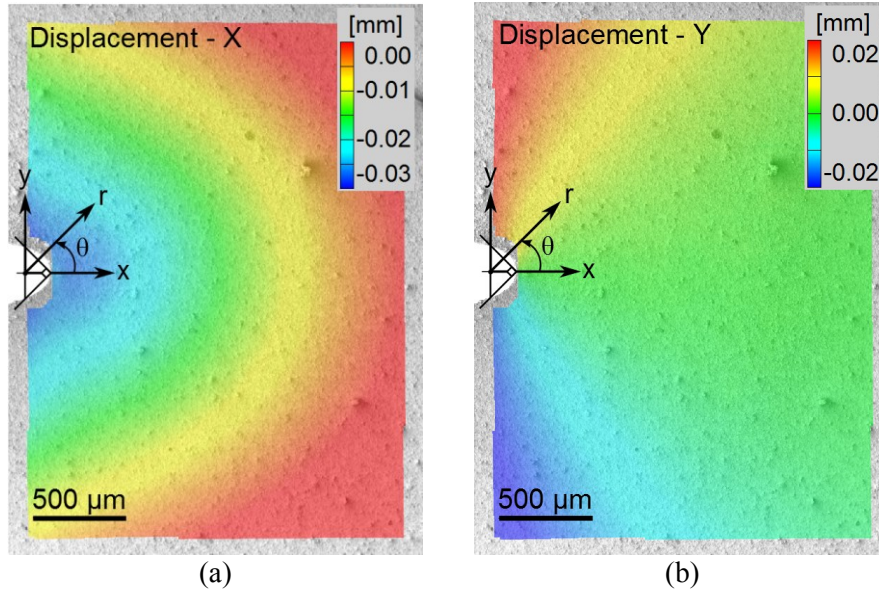 Displacement - X
[mm]
0.00
-0.01
-0.02
-0.03
y
r
θ
x
500 µm
(a)
Displacement - Y
[mm]
0.02
0.00
-0.02
y
r
θ
x
500 µm
(b)